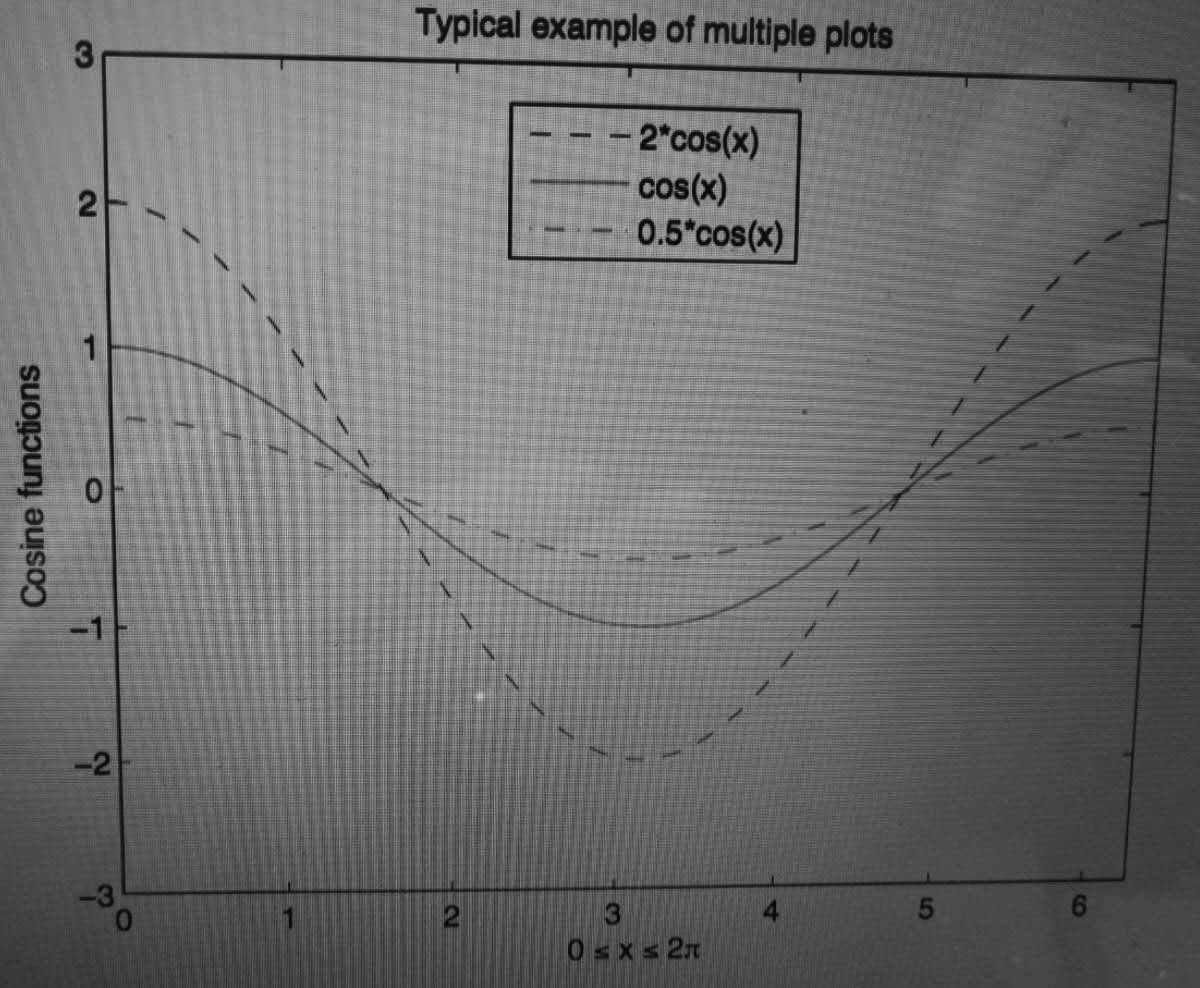 Typical example of multiple plots
3
2*cos(x)
cos(x)
0.5*cos(x)
2
1
0
−1
−2
−3
Cosine functions
0 1 2 3 4 5 6
0 ≤ x ≤ 2π